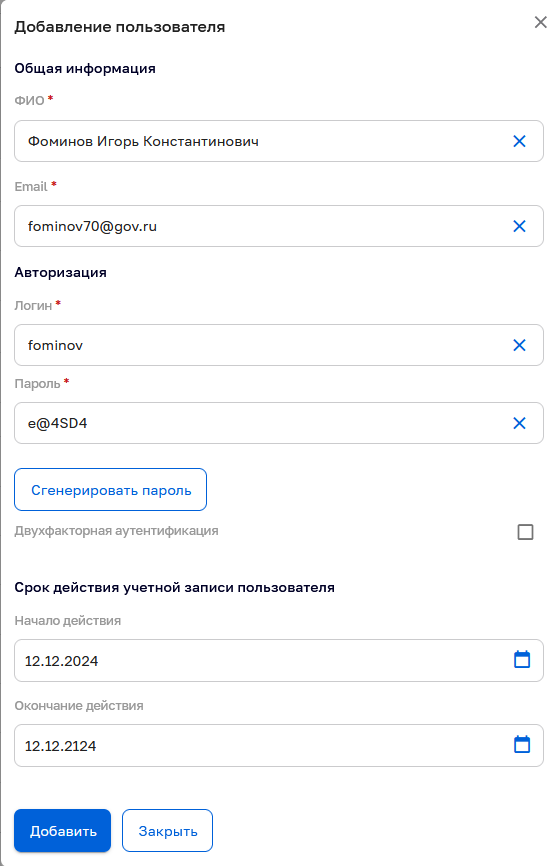 Добавление пользователя
Общая информация
ФИО *
Фоминов Игорь Константинович
Email *
fominov70@gov.ru
Авторизация
Логин *
fominov
Пароль *
e@4SD4
Сгенерировать пароль
Двухфакторная аутентификация
Срок действия учетной записи пользователя
Начало действия
12.12.2024
Окончание действия
12.12.2124
Добавить Закрыть